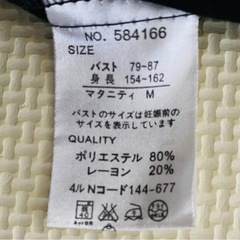 NO. 584166
SIZE
バスト 79~87
身長 154~162
マタニティ M
バストのサイズは妊娠前の
サイズを表示しています
QUALITY
ポリエステル 80%
レーヨン 20%
4ル Nコード144-677